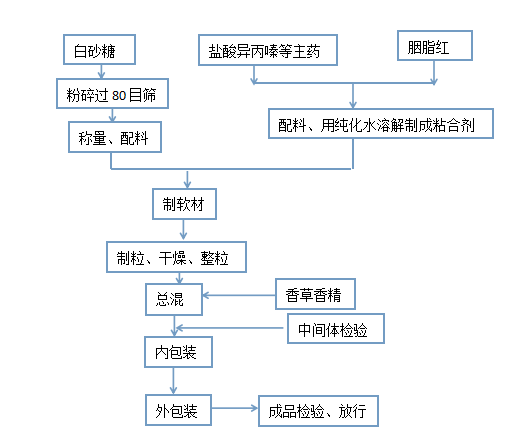 白砂糖
盐酸异丙嗪等主药
胭脂红
粉碎过 80 目筛
称量、配料
配料、用纯化水溶解制成粘合剂
制软材
制粒、干燥、整粒
总混
香草香精
中间体检验
内包装
外包装
成品检验、放行